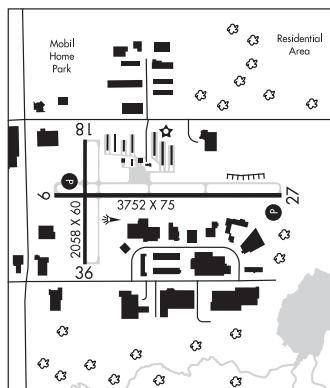 Mobil
Home
Park
Residential
Area
18
P
9
3752 X 75
27
P
2058 X 60
36